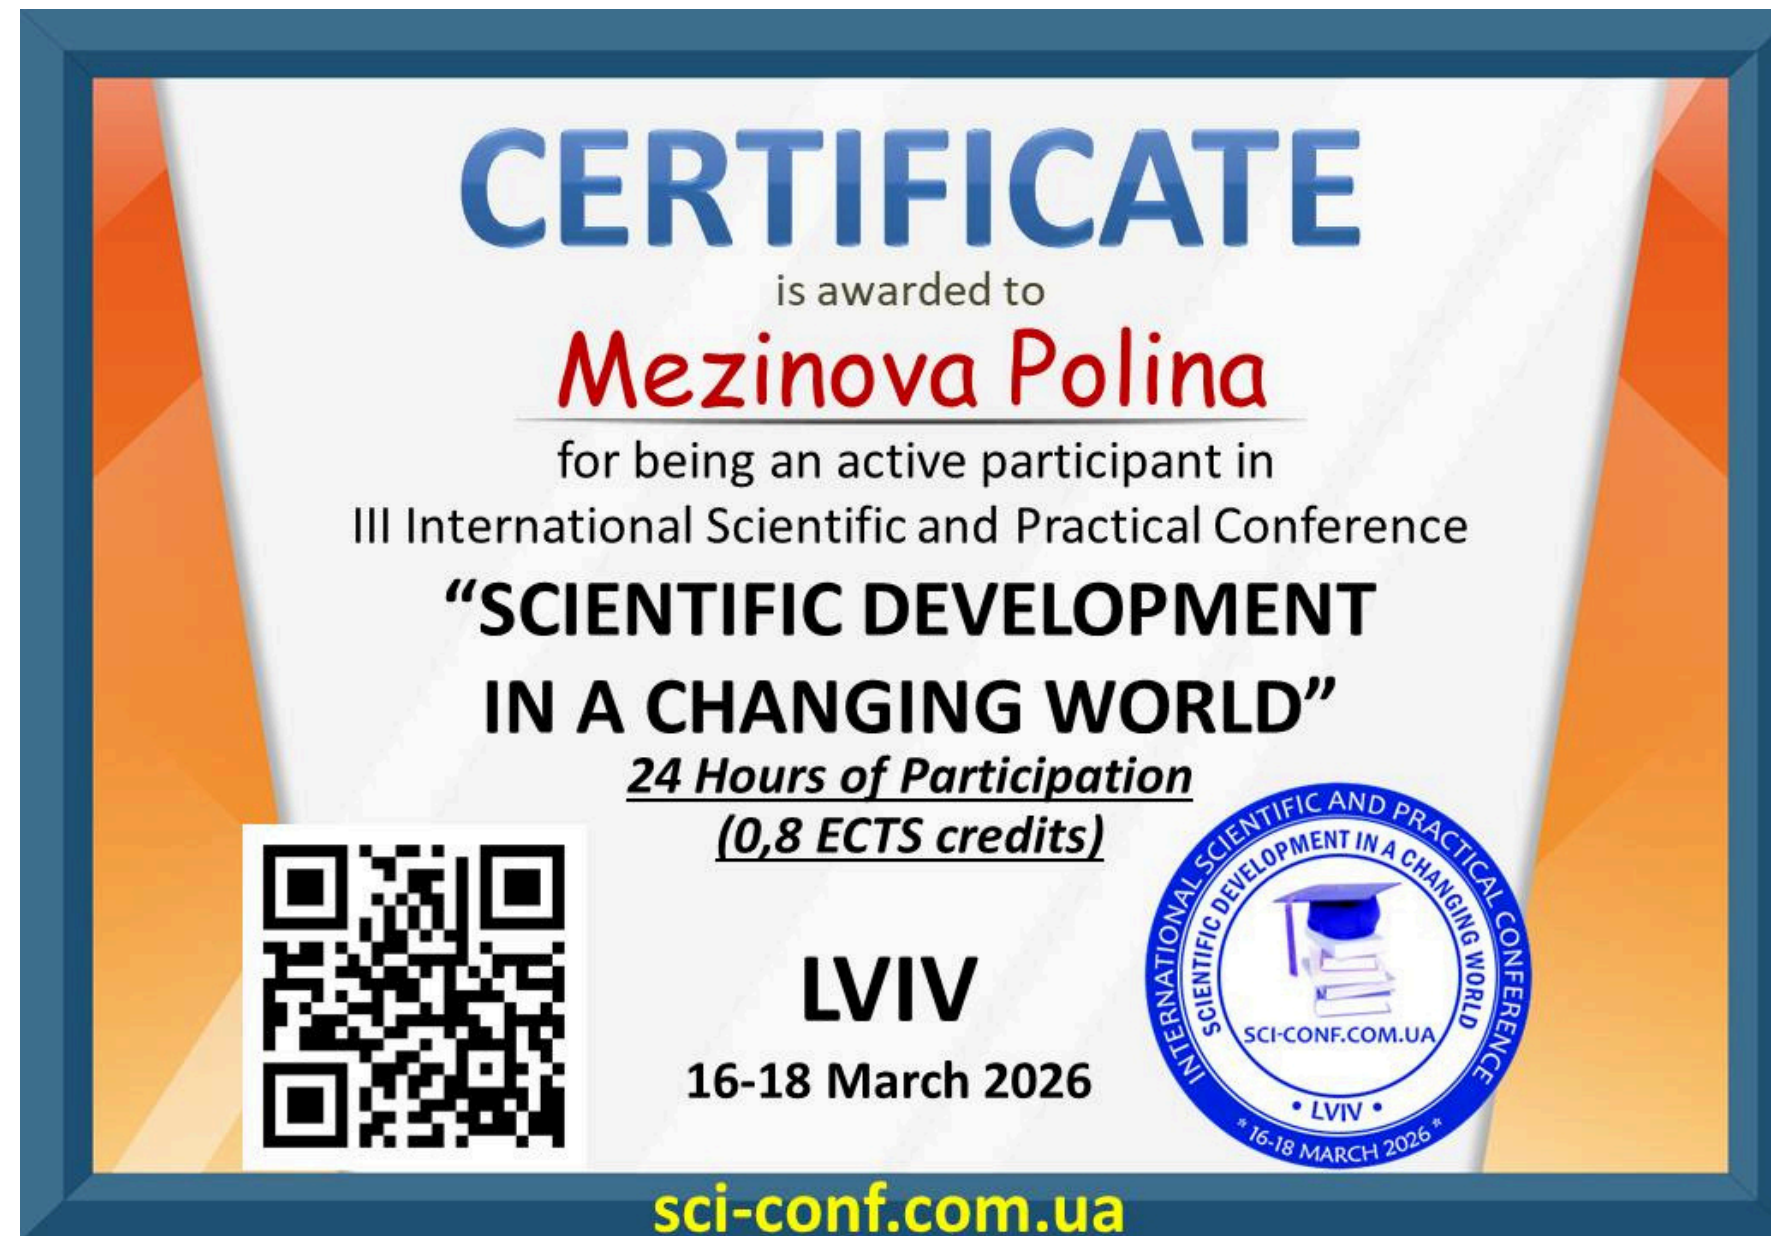 CERTIFICATE
is awarded to
Mezinova Polina
for being an active participant in
III International Scientific and Practical Conference
“SCIENTIFIC DEVELOPMENT
IN A CHANGING WORLD”
24 Hours of Participation
(0,8 ECTS credits)
LVIV
16-18 March 2026
INTERNATIONAL SCIENTIFIC AND PRACTICAL CONFERENCE
SCIENTIFIC DEVELOPMENT IN A CHANGING WORLD
SCI-CONF.COM.UA
• LVIV •
* 16-18 MARCH 2026 *
sci-conf.com.ua